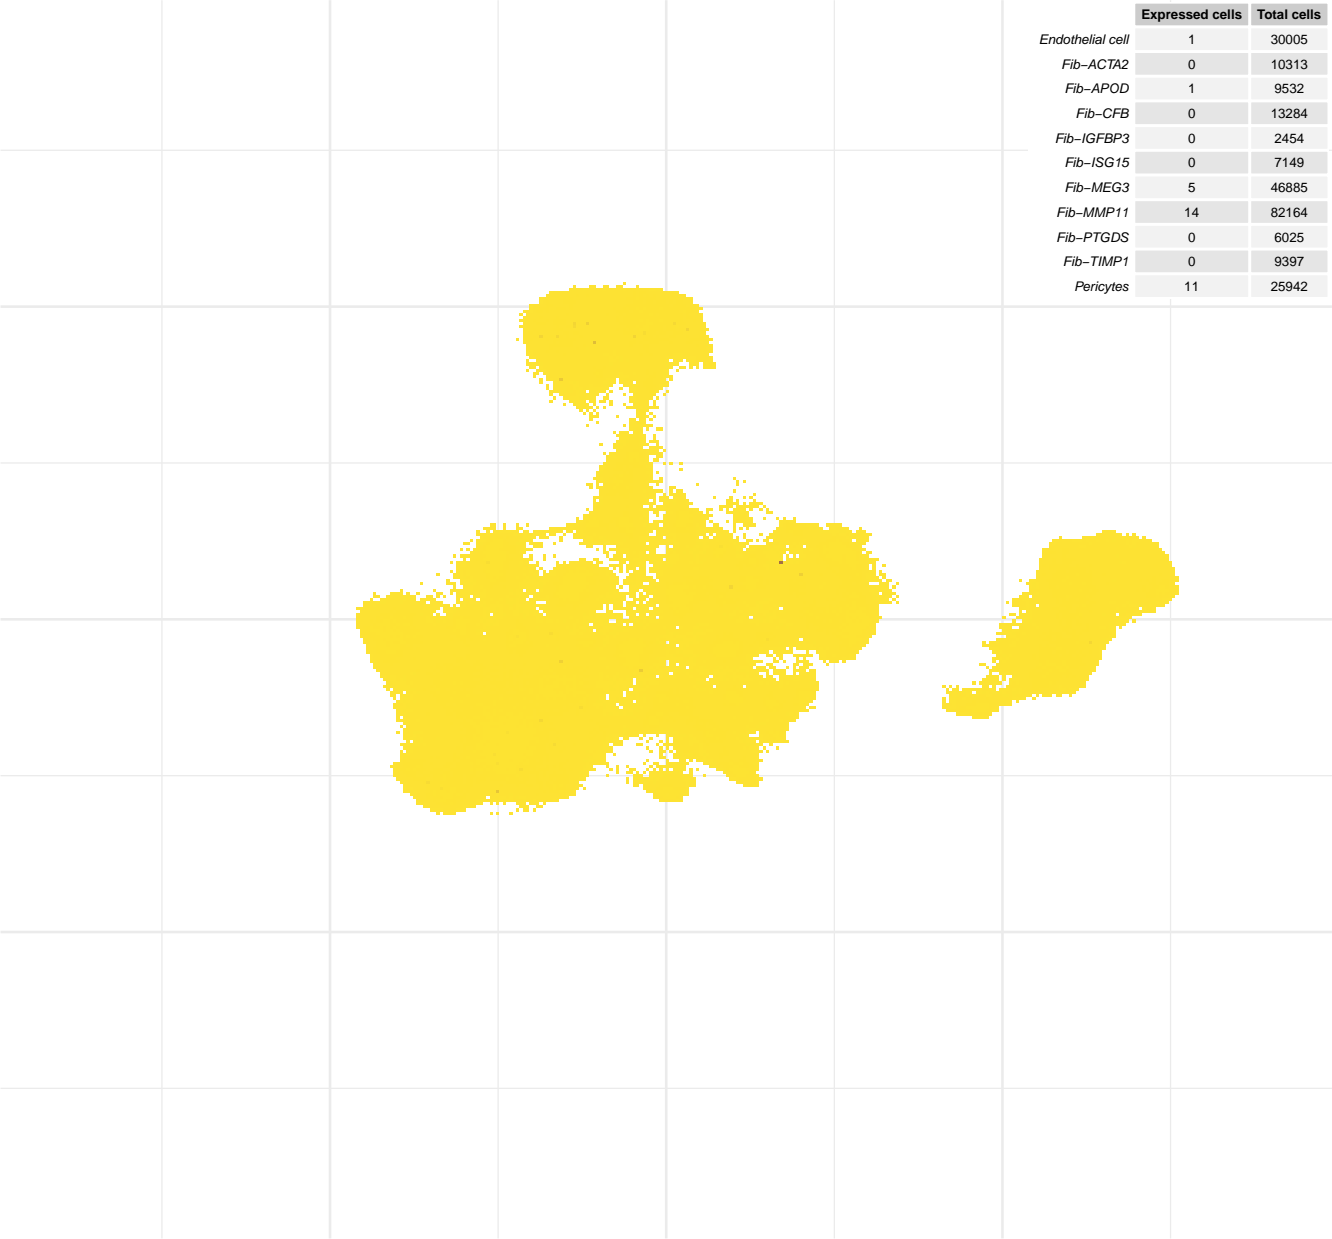 Expressed cells Total cells
Endothelial cell 1 30005
Fib−ACTA2 0 10313
Fib−APOD 1 9532
Fib−CFB 0 13284
Fib−IGFBP3 0 2454
Fib−ISG15 0 7149
Fib−MEG3 5 46885
Fib−MMP11 14 82164
Fib−PTGDS 0 6025
Fib−TIMP1 0 9397
Pericytes 11 25942